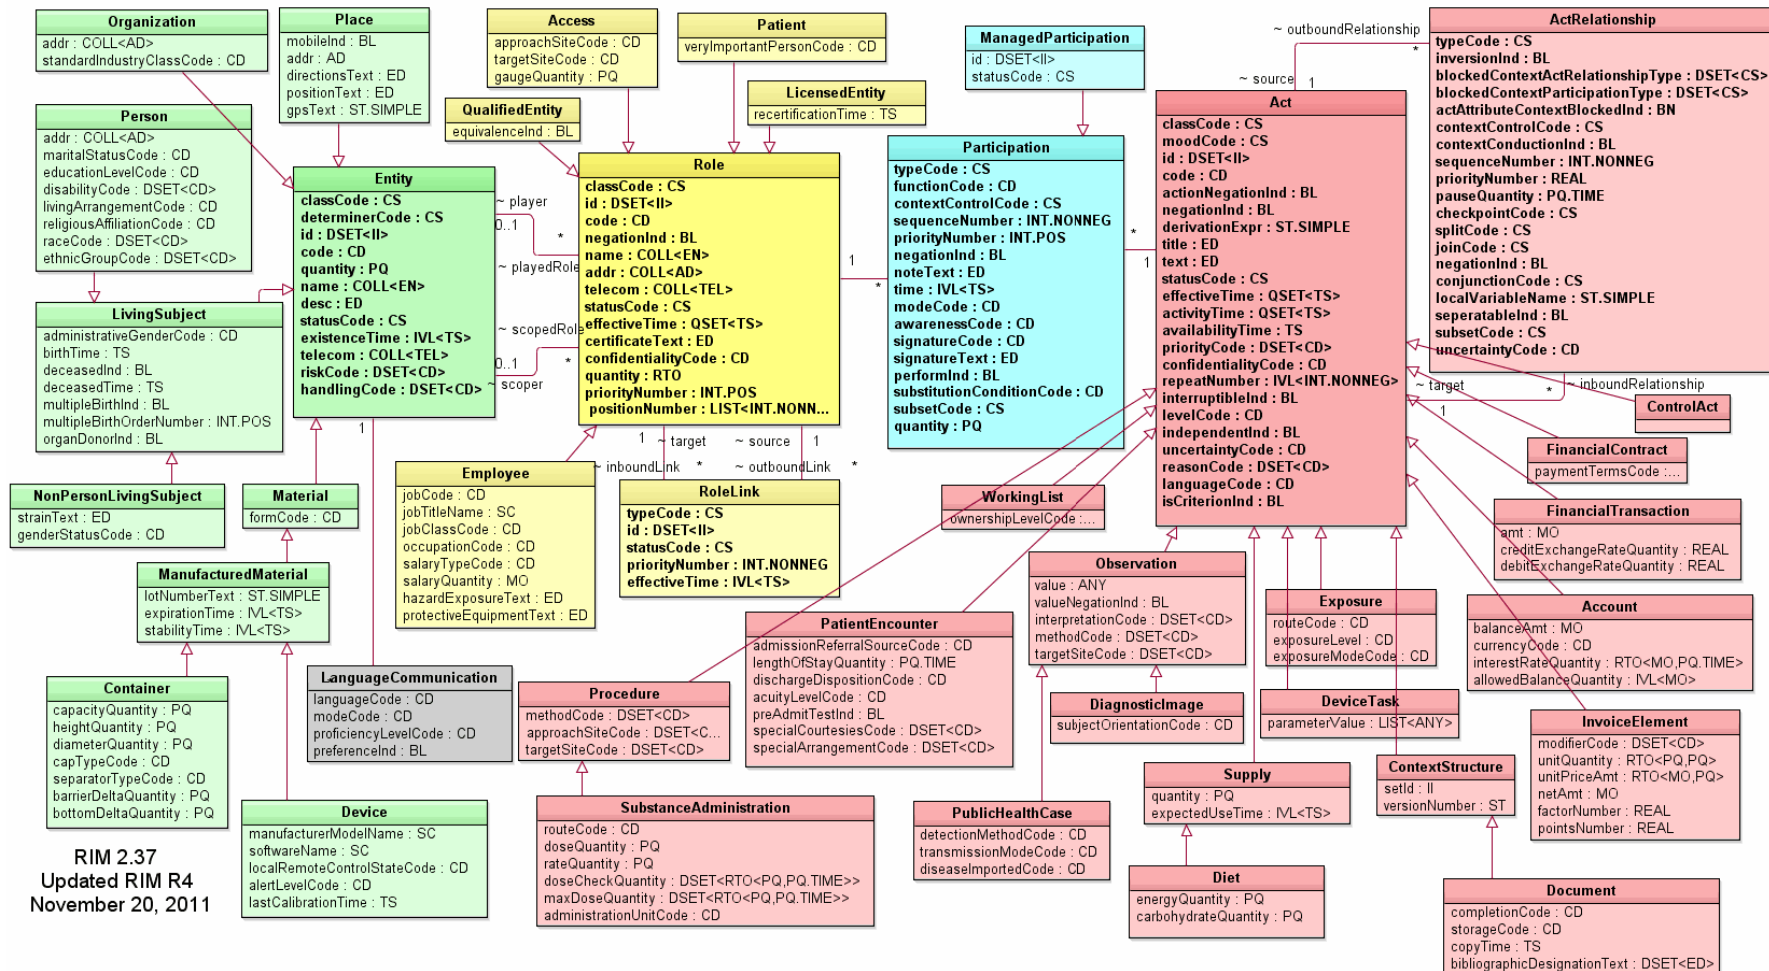 Organization
addr : COLL<AD>
standardIndustryClassCode : CD
Place
mobileInd : BL
addr : AD
directionsText : ED
positionText : ED
gpsText : ST.SIMPLE
Access
approachSiteCode : CD
targetSiteCode : CD
gaugeQuantity : PQ
Patient
veryImportantPersonCode : CD
ManagedParticipation
id : DSET<II>
statusCode : CS
~ outboundRelationship
*
~ source
1
ActRelationship
typeCode : CS
inversionInd : BL
blockedContextActRelationshipType : DSET<CS>
blockedContextParticipationType : DSET<CS>
actAttributeContextBlockedInd : BN
contextControlCode : CS
contextConductionInd : BL
sequenceNumber : INT.NONNEG
priorityNumber : REAL
pauseQuantity : PQ.TIME
checkpointCode : CS
splitCode : CS
joinCode : CS
negationInd : BL
conjunctionCode : CS
localVariableName : ST.SIMPLE
seperatableInd : BL
subsetCode : CS
uncertaintyCode : CD
Person
addr : COLL<AD>
maritalStatusCode : CD
educationLevelCode : CD
disabilityCode : DSET<CD>
livingArrangementCode : CD
religiousAffiliationCode : CD
raceCode : DSET<CD>
ethnicGroupCode : DSET<CD>
QualifiedEntity
equivalenceInd : BL
LicensedEntity
recertificationTime : TS
Entity
classCode : CS
determinerCode : CS
id : DSET<II>
code : CD
quantity : PQ
name : COLL<EN>
desc : ED
statusCode : CS
existenceTime : IVL<TS>
telecom : COLL<TEL>
riskCode : DSET<CD>
handlingCode : DSET<CD>
~ player
0..1
*
~ playedRole
~ scopedRole
0..1
*
~ scoper
Role
classCode : CS
id : DSET<II>
code : CD
negationInd : BL
name : COLL<EN>
addr : COLL<AD>
telecom : COLL<TEL>
statusCode : CS
effectiveTime : QSET<TS>
certificateText : ED
confidentialityCode : CD
quantity : RTO
priorityNumber : INT.POS
positionNumber : LIST<INT.NONN...
1
*
Participation
typeCode : CS
functionCode : CD
contextControlCode : CS
sequenceNumber : INT.NONNEG
priorityNumber : INT.POS
negationInd : BL
noteText : ED
time : IVL<TS>
modeCode : CD
awarenessCode : CD
signatureCode : CD
signatureText : ED
performInd : BL
substitutionConditionCode : CD
subsetCode : CS
quantity : PQ
*
1
Act
classCode : CS
moodCode : CS
id : DSET<II>
code : CD
actionNegationInd : BL
negationInd : BL
derivationExpr : ST.SIMPLE
title : ED
text : ED
statusCode : CS
effectiveTime : QSET<TS>
activityTime : QSET<TS>
availabilityTime : TS
priorityCode : DSET<CD>
confidentialityCode : CD
repeatNumber : IVL<INT.NONNEG>
interruptibleInd : BL
levelCode : CD
independentInd : BL
uncertaintyCode : CD
reasonCode : DSET<CD>
languageCode : CD
isCriterionInd : BL
~ target
*
~ inboundRelationship
1
ControlAct
FinancialContract
paymentTermsCode :...
FinancialTransaction
amt : MO
creditExchangeRateQuantity : REAL
debitExchangeRateQuantity : REAL
LivingSubject
administrativeGenderCode : CD
birthTime : TS
deceasedInd : BL
deceasedTime : TS
multipleBirthInd : BL
multipleBirthOrderNumber : INT.POS
organDonorInd : BL
1
1
~ target
~ source
1
~ inboundLink
*
~ outboundLink
*
NonPersonLivingSubject
strainText : ED
genderStatusCode : CD
Material
formCode : CD
Employee
jobCode : CD
jobTitleName : SC
jobClassCode : CD
occupationCode : CD
salaryTypeCode : CD
salaryQuantity : MO
hazardExposureText : ED
protectiveEquipmentText : ED
RoleLink
typeCode : CS
id : DSET<II>
statusCode : CS
priorityNumber : INT.NONNEG
effectiveTime : IVL<TS>
WorkingList
ownershipLevelCode :...
Observation
value : ANY
valueNegationInd : BL
interpretationCode : DSET<CD>
methodCode : DSET<CD>
targetSiteCode : DSET<CD>
ManufacturedMaterial
lotNumberText : ST.SIMPLE
expirationTime : IVL<TS>
stabilityTime : IVL<TS>
Exposure
routeCode : CD
exposureLevel : CD
exposureModeCode : CD
Account
balanceAmt : MO
currencyCode : CD
interestRateQuantity : RTO<MO,PQ.TIME>
allowedBalanceQuantity : IVL<MO>
PatientEncounter
admissionReferralSourceCode : CD
lengthOfStayQuantity : PQ.TIME
dischargeDispositionCode : CD
acuityLevelCode : CD
preAdmitTestInd : BL
specialCourtesiesCode : DSET<CD>
specialArrangementCode : DSET<CD>
Container
capacityQuantity : PQ
heightQuantity : PQ
diameterQuantity : PQ
capTypeCode : CD
separatorTypeCode : CD
barrierDeltaQuantity : PQ
bottomDeltaQuantity : PQ
LanguageCommunication
languageCode : CD
modeCode : CD
proficiencyLevelCode : CD
preferenceInd : BL
Procedure
methodCode : DSET<CD>
approachSiteCode : DSET<C...
targetSiteCode : DSET<CD>
DiagnosticImage
subjectOrientationCode : CD
DeviceTask
parameterValue : LIST<ANY>
InvoiceElement
modifierCode : DSET<CD>
unitQuantity : RTO<PQ,PQ>
unitPriceAmt : RTO<MO,PQ>
netAmt : MO
factorNumber : REAL
pointsNumber : REAL
Supply
quantity : PQ
expectedUseTime : IVL<TS>
ContextStructure
setId : II
versionNumber : ST
Device
manufacturerModelName : SC
softwareName : SC
localRemoteControlStateCode : CD
alertLevelCode : CD
lastCalibrationTime : TS
SubstanceAdministration
routeCode : CD
doseQuantity : PQ
rateQuantity : PQ
doseCheckQuantity : DSET<RTO<PQ,PQ.TIME>>
maxDoseQuantity : DSET<RTO<PQ,PQ.TIME>>
administrationUnitCode : CD
PublicHealthCase
detectionMethodCode : CD
transmissionModeCode : CD
diseaseImportedCode : CD
Diet
energyQuantity : PQ
carbohydrateQuantity : PQ
Document
completionCode : CD
storageCode : CD
copyTime : TS
bibliographicDesignationText : DSET<ED>
RIM 2.37
Updated RIM R4
November 20, 2011